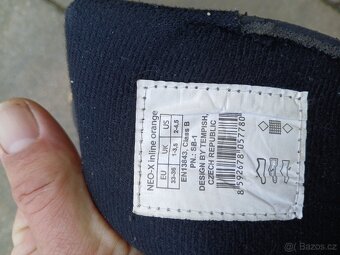 NEO-X Inline orange
EU UK US
33-35 1-3,5 2-4,5
EN13843, Class B
PN.: SB-1
DESIGN BY TEMPISH,
CZECH REPUBLIC
8 592678 057780
bazos.cz